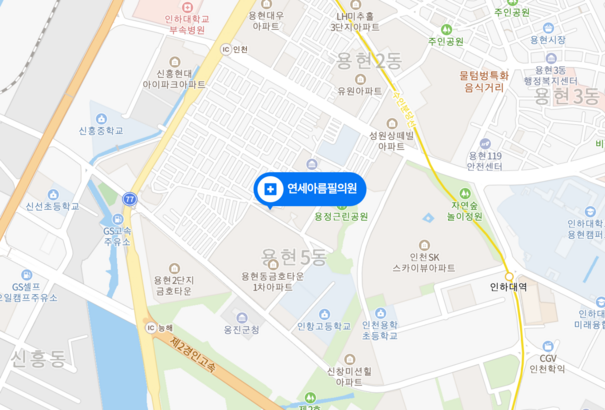 인하대학교
부속병원
용현대우
아파트
LH미추홀
3단지아파트
주인공원
주인공원
용현시장
IC 인천
용현2동
물텀벙특화
음식거리
용현3동
행정복지센터
신흥현대
아이파크아파트
유원아파트
용현3동
수인분당선
신흥중학교
성원상떼빌
아파트
용현119
안전센터
연세아름필의원
77
신선초등학교
용정근린공원
자연숲
놀이정원
GS고속
주유소
인하대학교
용현캠퍼
용현5동
인천SK
스카이뷰아파트
용현2단지
금호타운
용현동금호타운
1차아파트
인하대역
GS셀프
오일캠프주유소
인하대
미래융합
옹진군청
인항고등학교
인천용학
초등학교
IC 능해
제2경인고속
신흥동
신창미션힐
아파트
CGV
인천학익